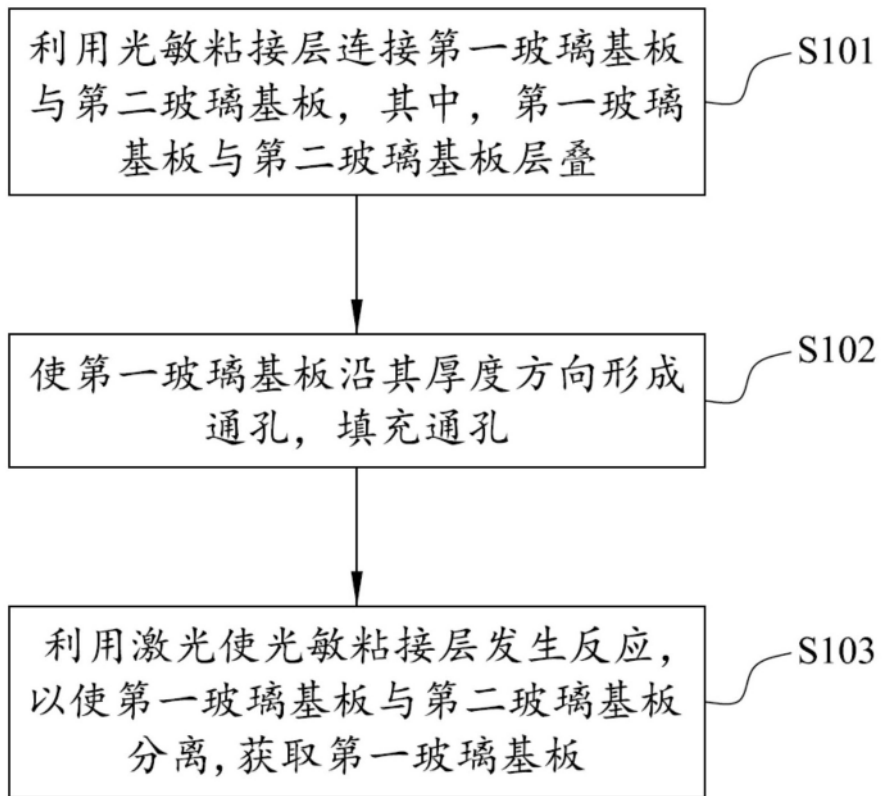 利用光敏粘接层连接第一玻璃基板
与第二玻璃基板，其中，第一玻璃
基板与第二玻璃基板层叠
S101
使第一玻璃基板沿其厚度方向形成
通孔，填充通孔
S102
利用激光使光敏粘接层发生反应，
以使第一玻璃基板与第二玻璃基板
分离，获取第一玻璃基板
S103